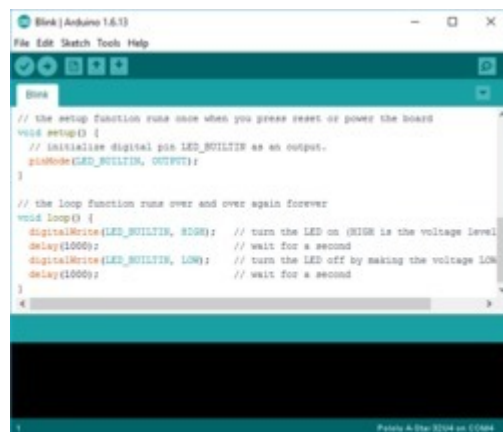 Blink | Arduino 1.6.13
File Edit Sketch Tools Help
Blink
// the setup function runs once when you press reset or power the board
void setup() {
// initialize digital pin LED_BUILTIN as an output.
pinMode(LED_BUILTIN, OUTPUT);
}
// the loop function runs over and over again forever
void loop() {
digitalWrite(LED_BUILTIN, HIGH); // turn the LED on (HIGH is the voltage level
delay(1000); // wait for a second
digitalWrite(LED_BUILTIN, LOW); // turn the LED off by making the voltage LOW
delay(1000); // wait for a second
}
1
Pololu A-Star 32U4 on COM4